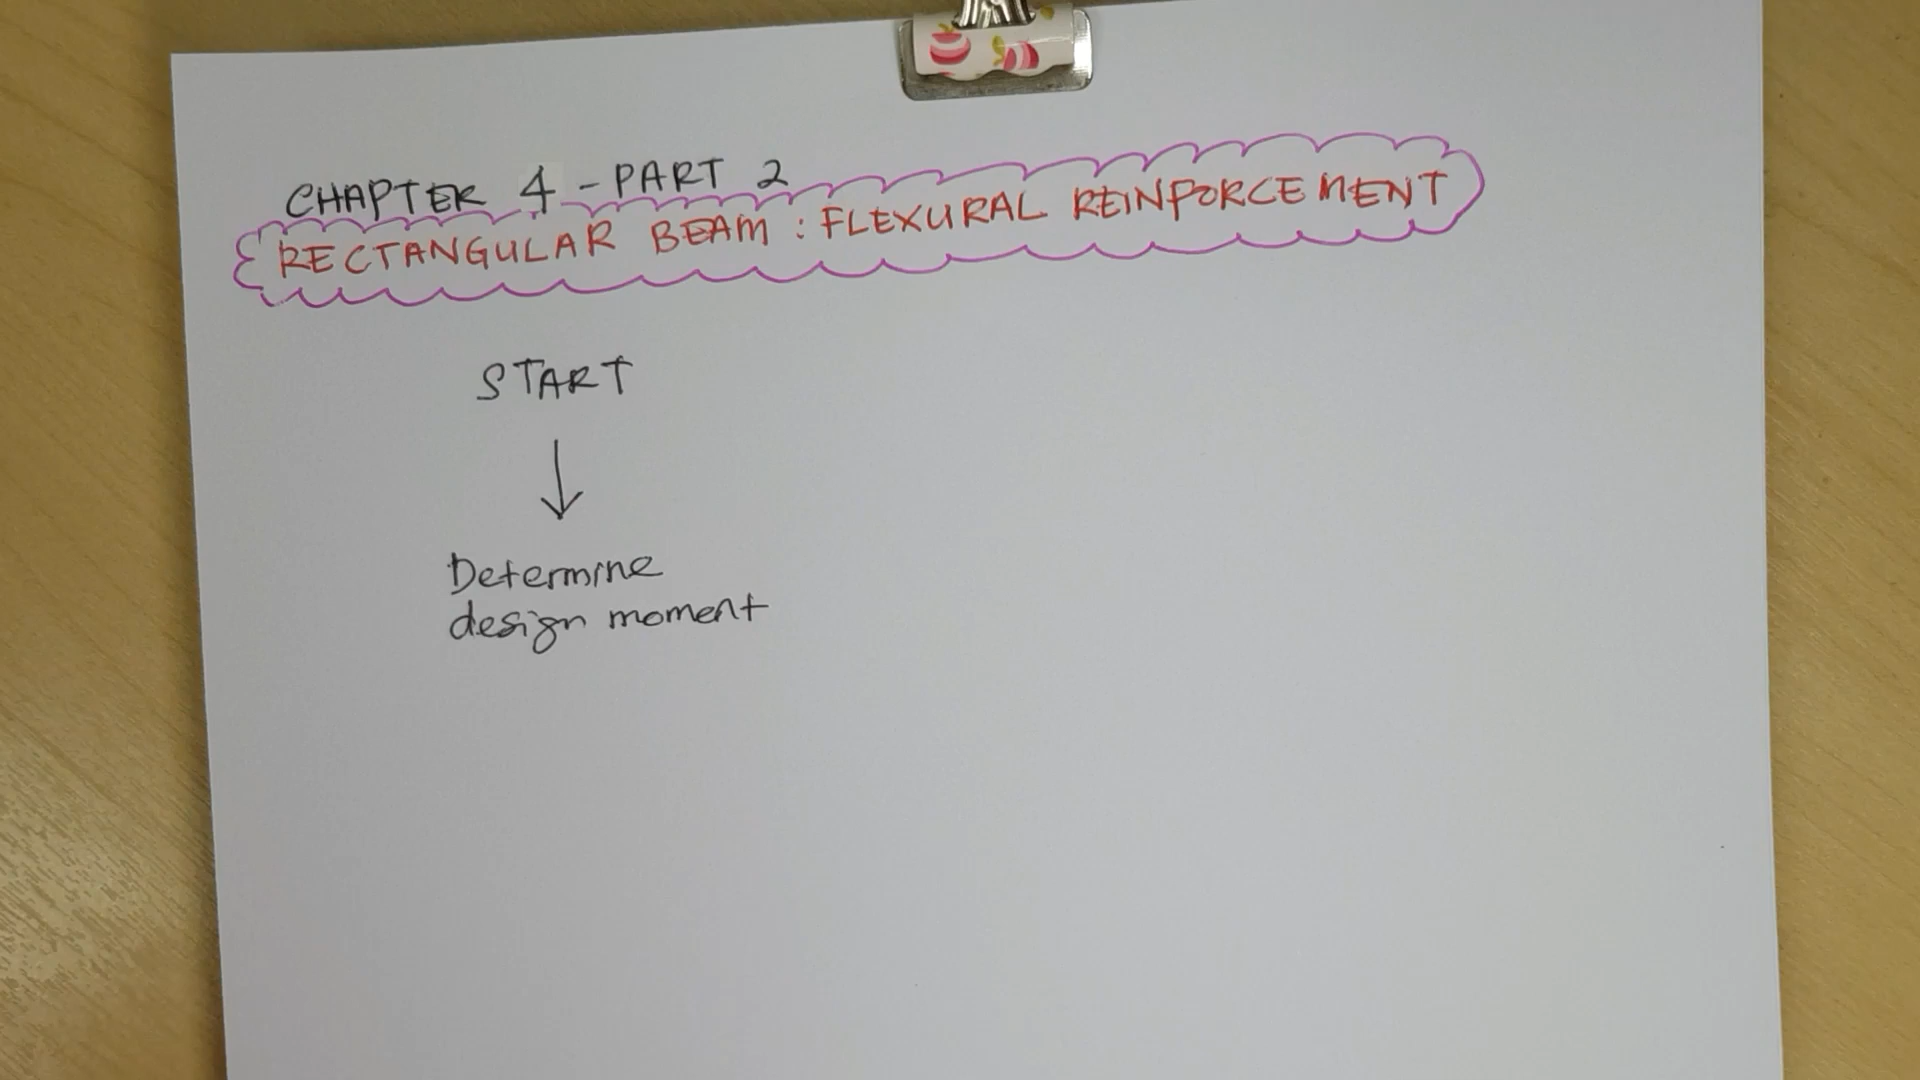 CHAPTER 4 - PART 2
RECTANGULAR BEAM : FLEXURAL REINFORCEMENT
START
Determine
design moment